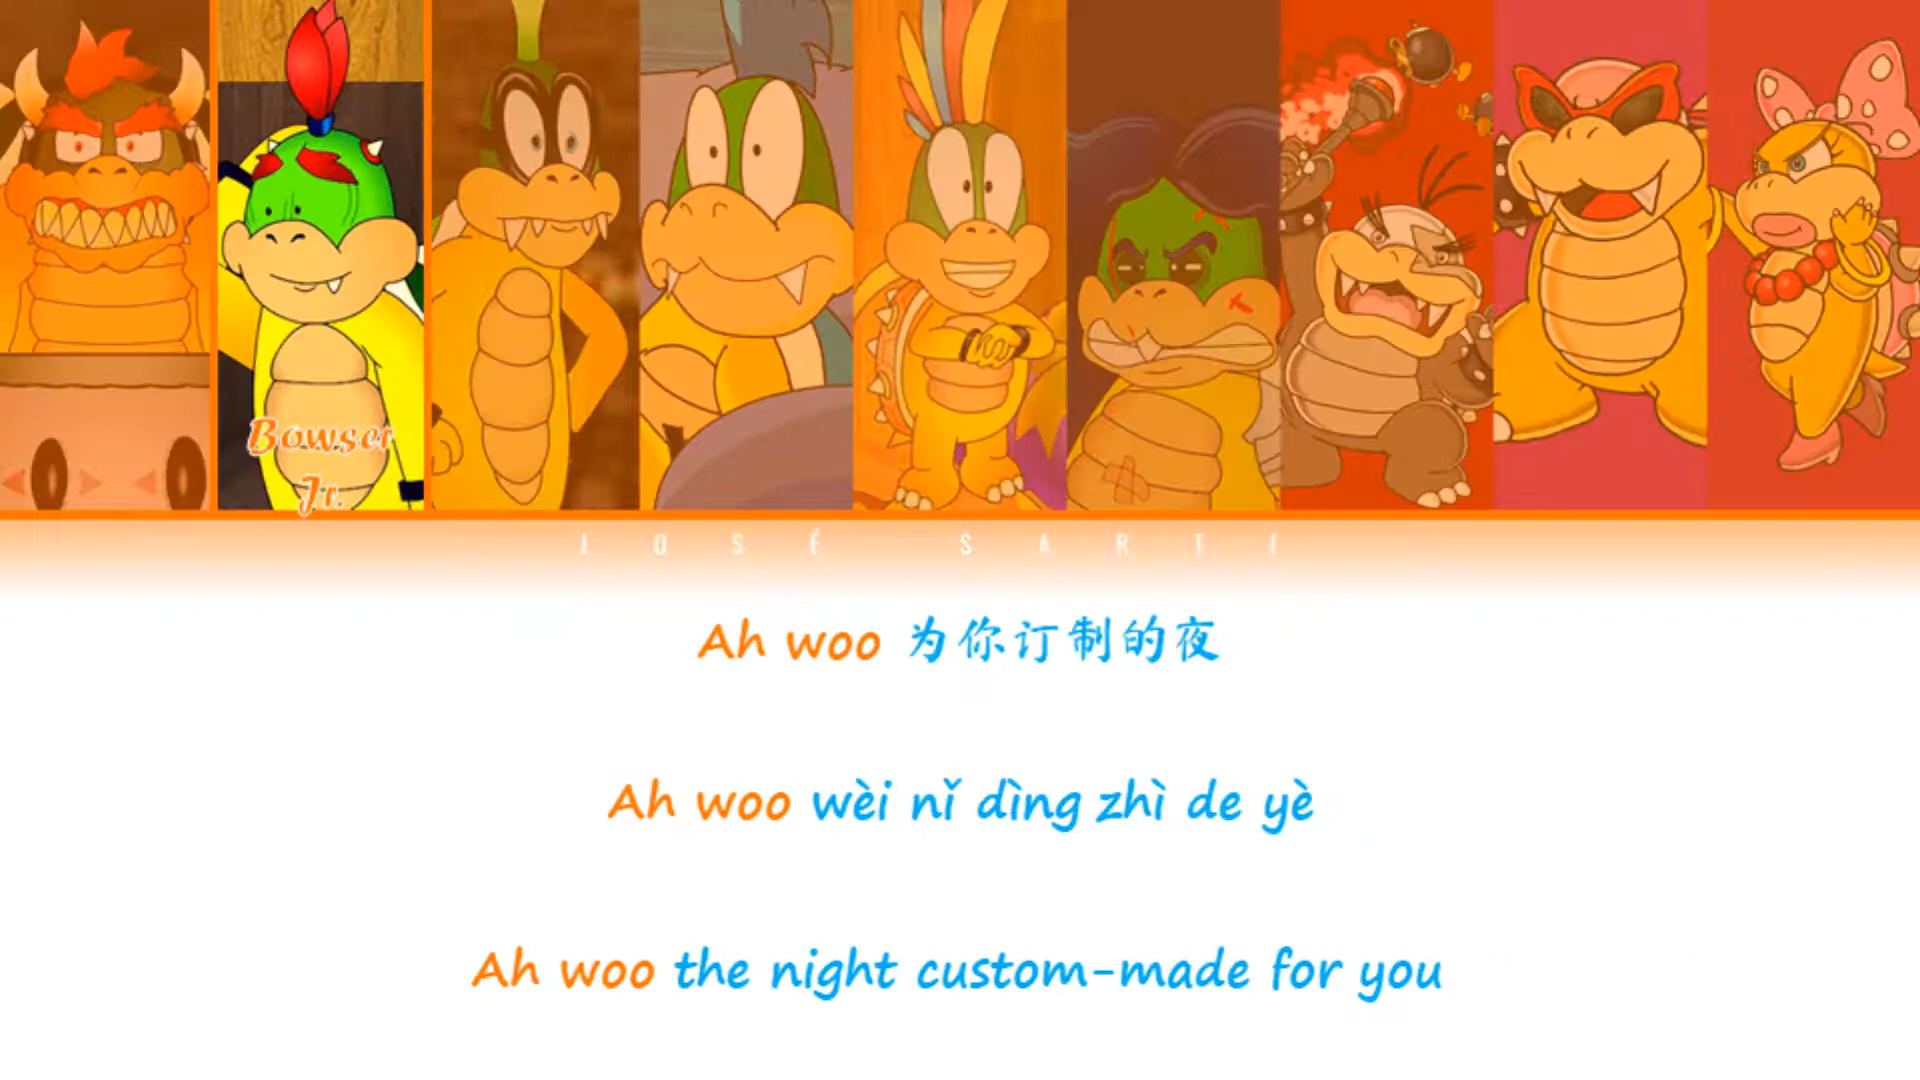 Bowser
Jr.
JOSÉ SARTI
Ah woo 为你订制的夜
Ah woo wèi nǐ dìng zhì de yè
Ah woo the night custom-made for you